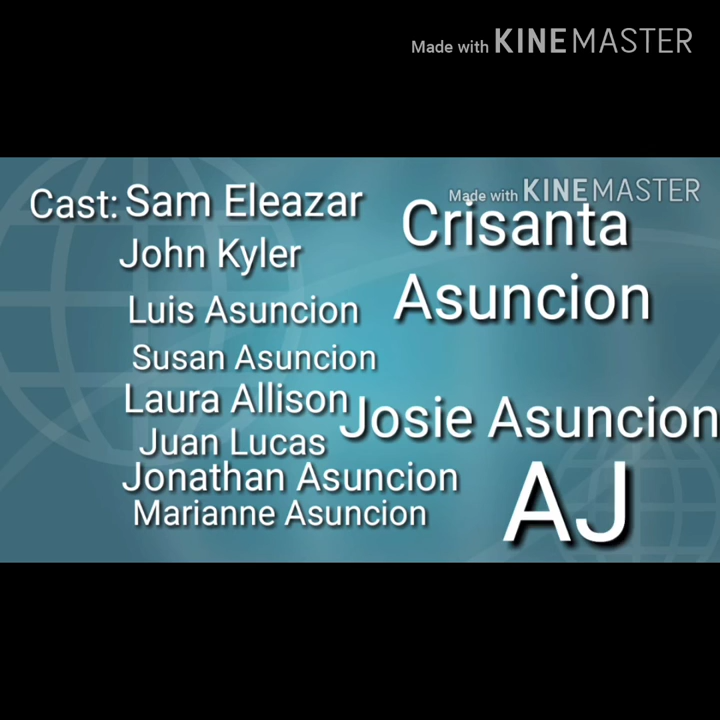 Made with KINEMASTER
Made with KINEMASTER
Cast: Sam Eleazar
John Kyler
Luis Asuncion
Susan Asuncion
Laura Allison
Juan Lucas
Jonathan Asuncion
Marianne Asuncion
Crisanta
Asuncion
Josie Asuncion
AJ